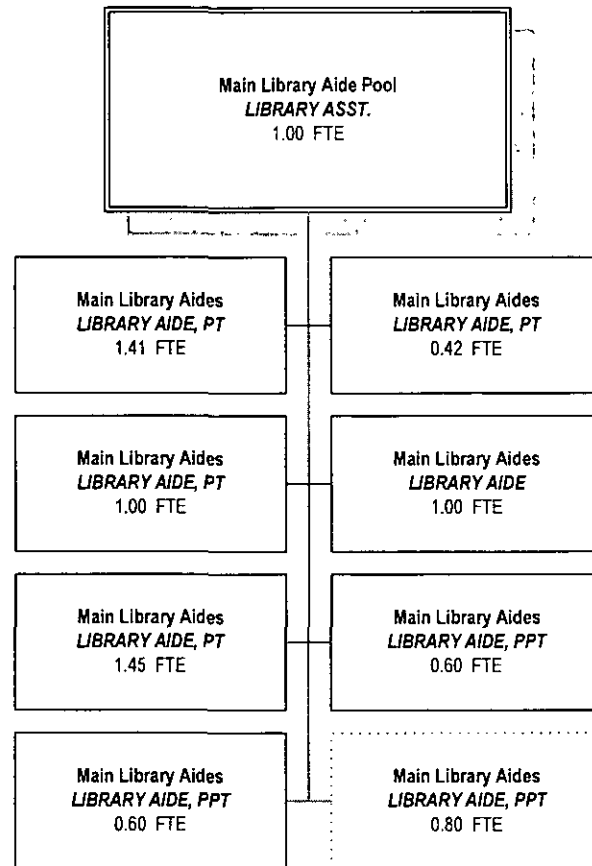 Main Library Aide Pool
LIBRARY ASST.
1.00 FTE
Main Library Aides
LIBRARY AIDE, PT
1.41 FTE
Main Library Aides
LIBRARY AIDE, PT
0.42 FTE
Main Library Aides
LIBRARY AIDE, PT
1.00 FTE
Main Library Aides
LIBRARY AIDE
1.00 FTE
Main Library Aides
LIBRARY AIDE, PT
1.45 FTE
Main Library Aides
LIBRARY AIDE, PPT
0.60 FTE
Main Library Aides
LIBRARY AIDE, PPT
0.60 FTE
Main Library Aides
LIBRARY AIDE, PPT
0.80 FTE